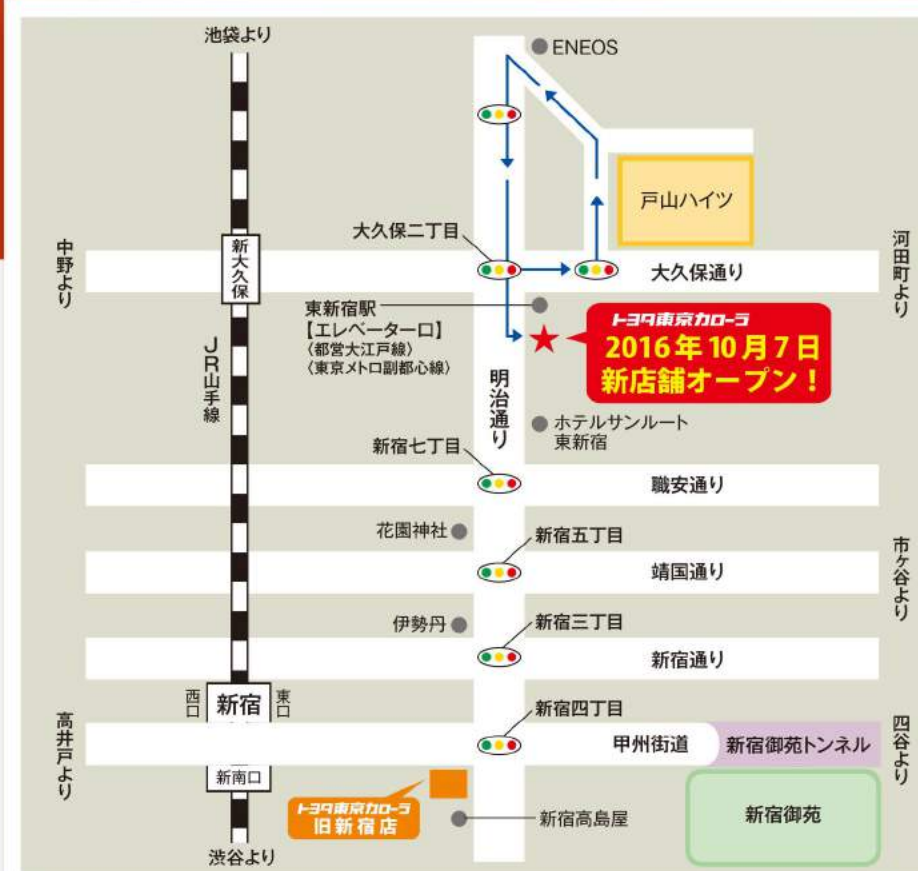 池袋より
ENEOS
戸山ハイツ
大久保二丁目
中野より
新大久保
大久保通り
河田町より
東新宿駅
【エレベーター口】
〈都営大江戸線〉
〈東京メトロ副都心線〉
トヨタ東京カローラ
2016年10月7日
新店舗オープン!
JR山手線
明治通り
ホテルサンルート
東新宿
新宿七丁目
職安通り
花園神社
新宿五丁目
靖国通り
市ヶ谷より
伊勢丹
新宿三丁目
新宿通り
西口
新宿
東口
新宿四丁目
高井戸より
甲州街道
新宿御苑トンネル
四谷より
新南口
トヨタ東京カローラ
旧新宿店
新宿高島屋
新宿御苑
渋谷より